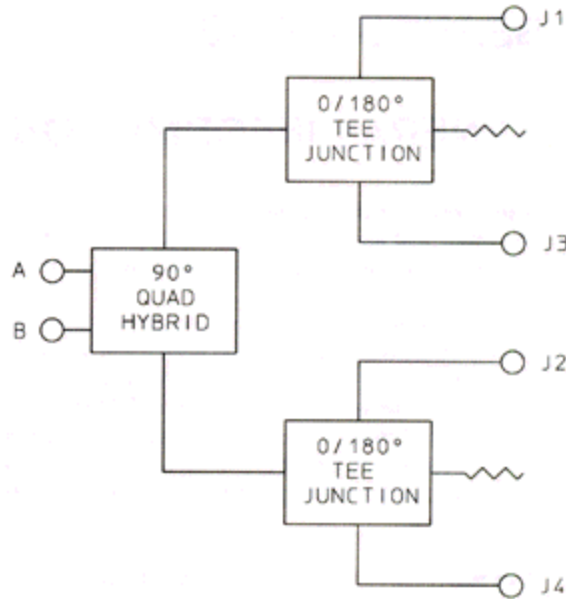 J1
0/180°
TEE
JUNCTION
J3
A
B
90°
QUAD
HYBRID
J2
0/180°
TEE
JUNCTION
J4